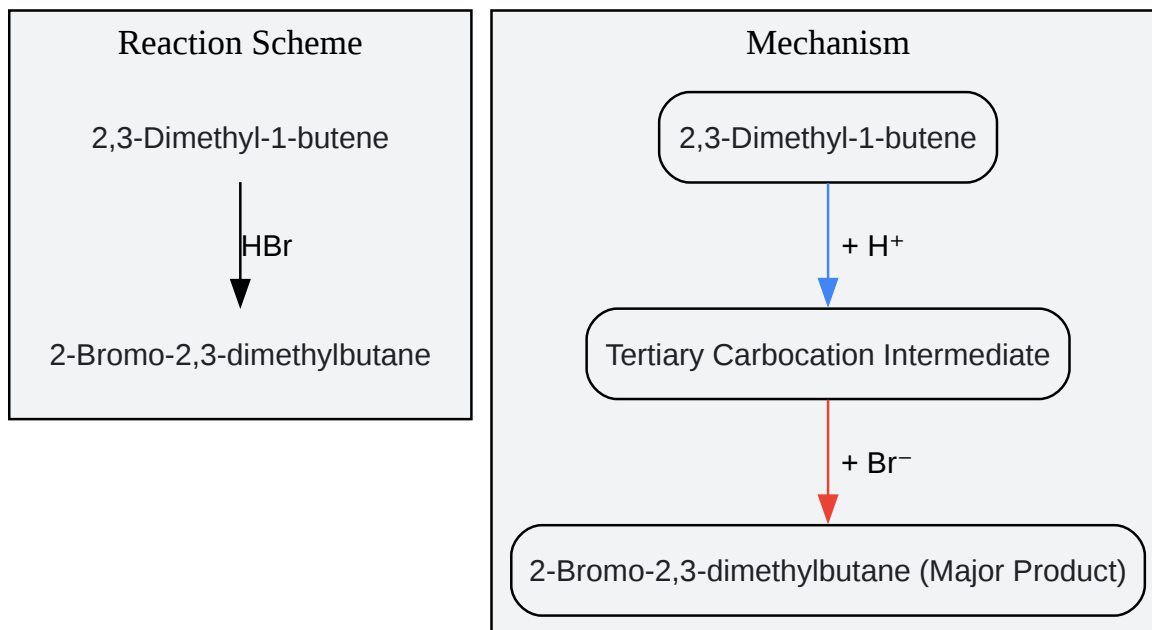 Reaction Scheme
2,3-Dimethyl-1-butene
HBr
2-Bromo-2,3-dimethylbutane
Mechanism
2,3-Dimethyl-1-butene
+ H⁺
Tertiary Carbocation Intermediate
+ Br⁻
2-Bromo-2,3-dimethylbutane (Major Product)